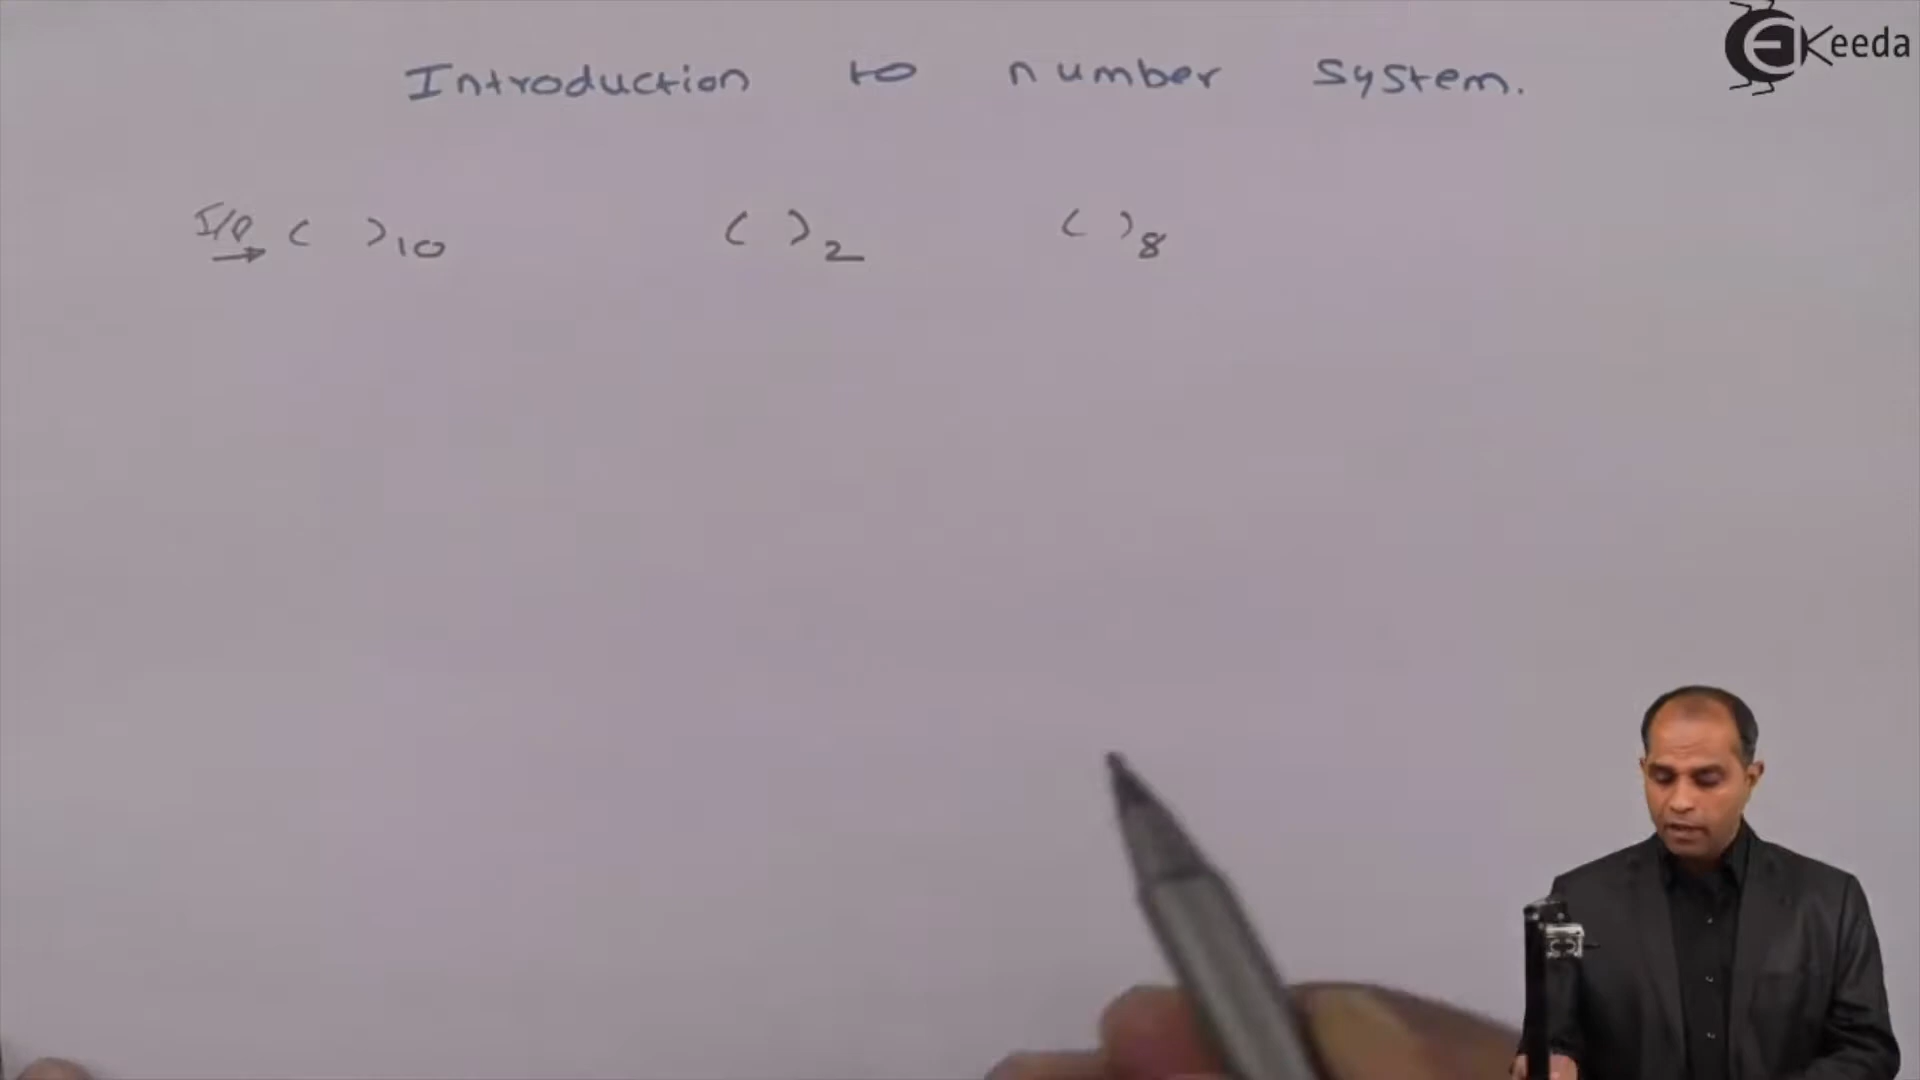 Introduction to number system.
I/P ( )10 ( )2 ( )8
EKeeda